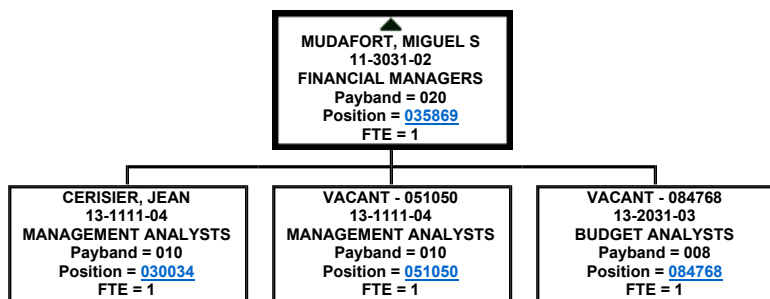 MUDAFORT, MIGUEL S
11-3031-02
FINANCIAL MANAGERS
Payband = 020
Position = 035869
FTE = 1
CERISIER, JEAN
13-1111-04
MANAGEMENT ANALYSTS
Payband = 010
Position = 030034
FTE = 1
VACANT - 051050
13-1111-04
MANAGEMENT ANALYSTS
Payband = 010
Position = 051050
FTE = 1
VACANT - 084768
13-2031-03
BUDGET ANALYSTS
Payband = 008
Position = 084768
FTE = 1